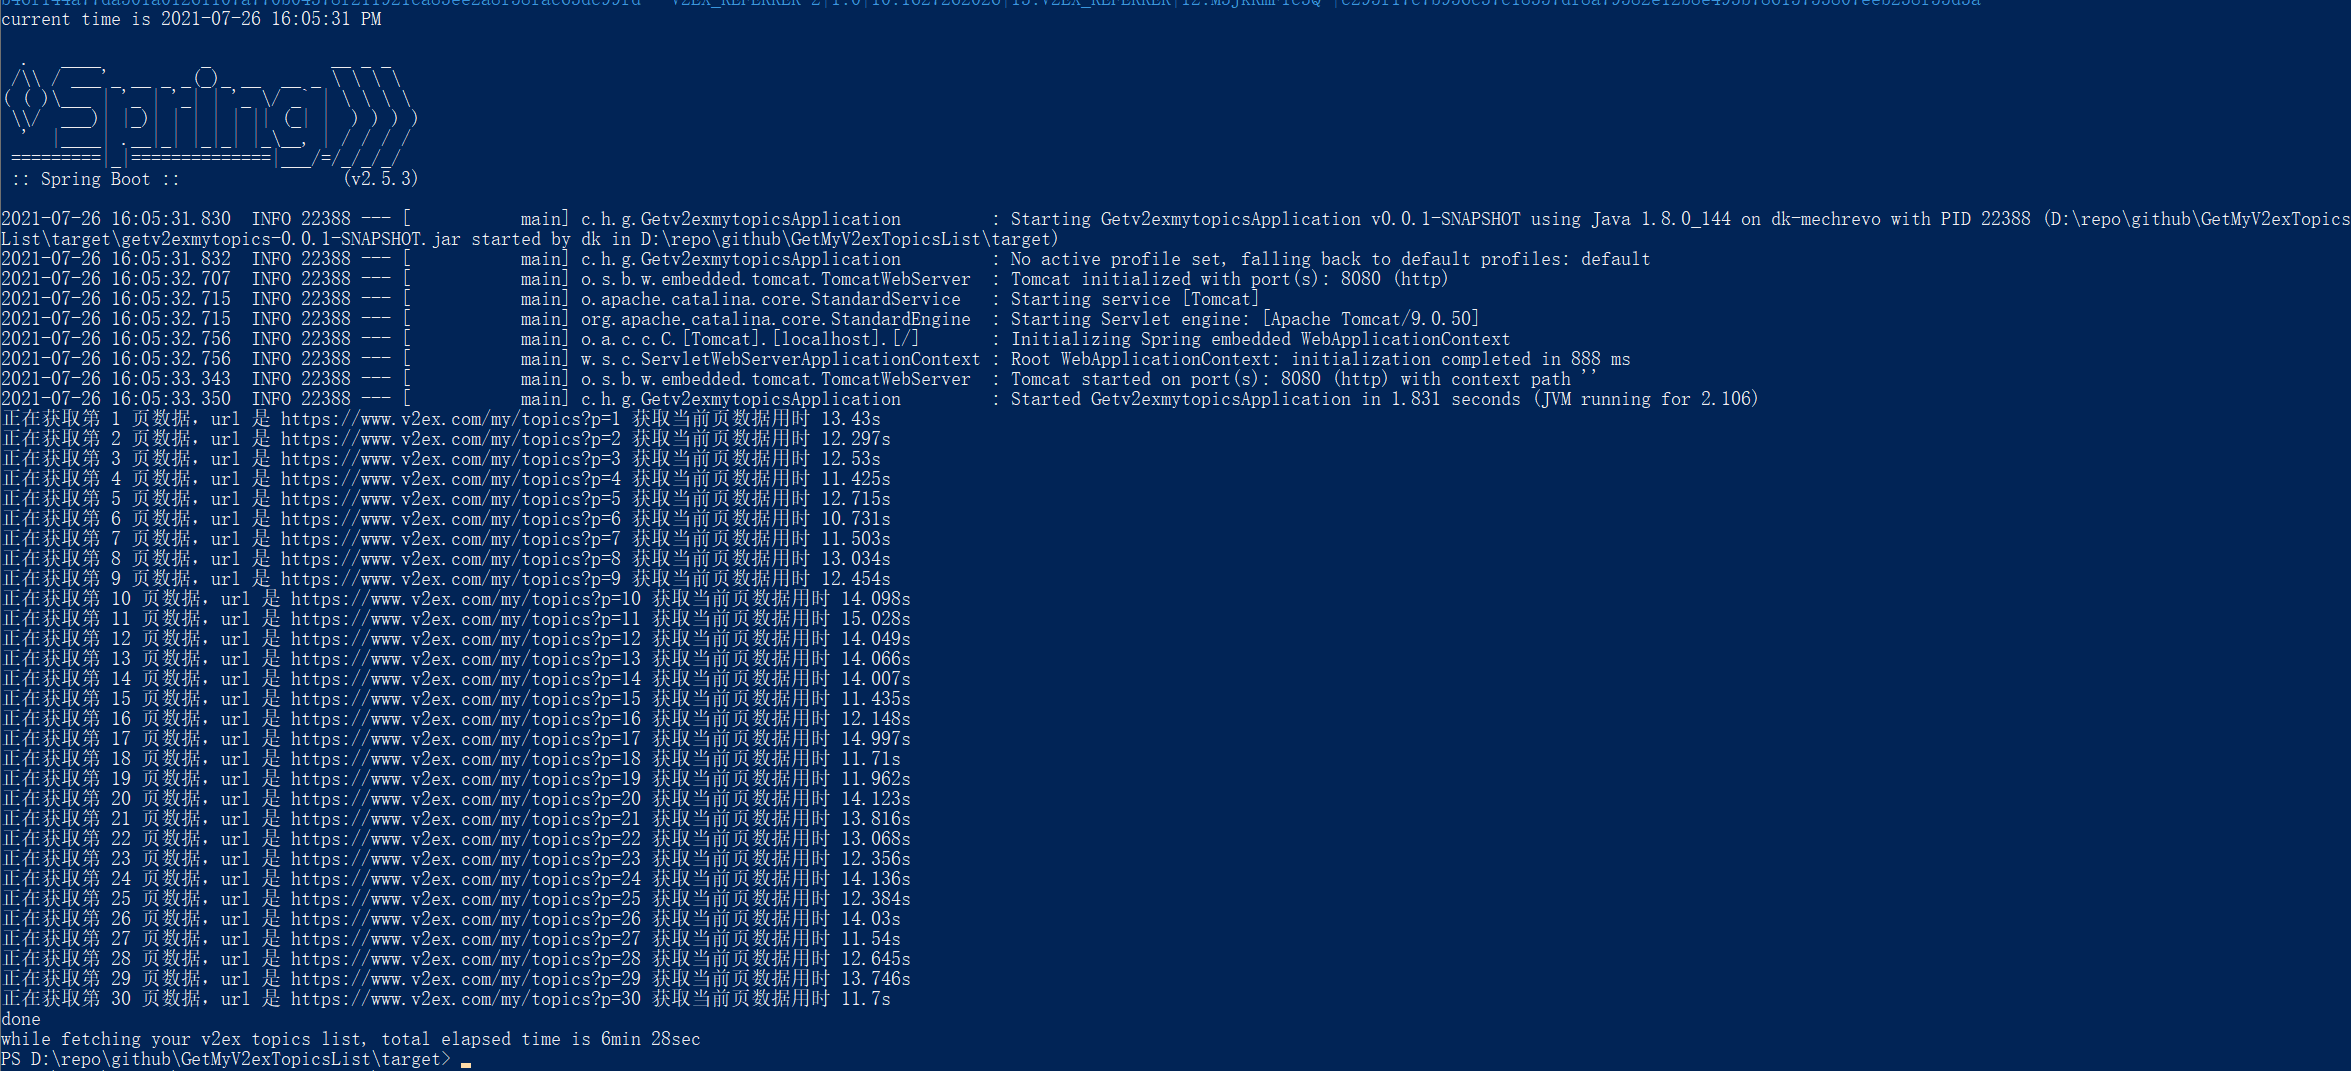 current time is 2021-07-26 16:05:31 PM
:: Spring Boot ::                (v2.5.3)
2021-07-26 16:05:31.830  INFO 22388 --- [           main] c.h.g.Getv2exmytopicsApplication         : Starting Getv2exmytopicsApplication v0.0.1-SNAPSHOT using Java 1.8.0_144 on dk-mechrevo with PID 22388 (D:\repo\github\GetMyV2exTopics
List\target\getv2exmytopics-0.0.1-SNAPSHOT.jar started by dk in D:\repo\github\GetMyV2exTopicsList\target)
2021-07-26 16:05:31.832  INFO 22388 --- [           main] c.h.g.Getv2exmytopicsApplication         : No active profile set, falling back to default profiles: default
2021-07-26 16:05:32.707  INFO 22388 --- [           main] o.s.b.w.embedded.tomcat.TomcatWebServer  : Tomcat initialized with port(s): 8080 (http)
2021-07-26 16:05:32.715  INFO 22388 --- [           main] o.apache.catalina.core.StandardService   : Starting service [Tomcat]
2021-07-26 16:05:32.715  INFO 22388 --- [           main] org.apache.catalina.core.StandardEngine  : Starting Servlet engine: [Apache Tomcat/9.0.50]
2021-07-26 16:05:32.756  INFO 22388 --- [           main] o.a.c.c.C.[Tomcat].[localhost].[/]       : Initializing Spring embedded WebApplicationContext
2021-07-26 16:05:32.756  INFO 22388 --- [           main] w.s.c.ServletWebServerApplicationContext : Root WebApplicationContext: initialization completed in 888 ms
2021-07-26 16:05:33.343  INFO 22388 --- [           main] o.s.b.w.embedded.tomcat.TomcatWebServer  : Tomcat started on port(s): 8080 (http) with context path ''
2021-07-26 16:05:33.350  INFO 22388 --- [           main] c.h.g.Getv2exmytopicsApplication         : Started Getv2exmytopicsApplication in 1.831 seconds (JVM running for 2.106)
正在获取第 1 页数据，url 是 https://www.v2ex.com/my/topics?p=1 获取当前页数据用时 13.43s
正在获取第 2 页数据，url 是 https://www.v2ex.com/my/topics?p=2 获取当前页数据用时 12.297s
正在获取第 3 页数据，url 是 https://www.v2ex.com/my/topics?p=3 获取当前页数据用时 12.53s
正在获取第 4 页数据，url 是 https://www.v2ex.com/my/topics?p=4 获取当前页数据用时 11.425s
正在获取第 5 页数据，url 是 https://www.v2ex.com/my/topics?p=5 获取当前页数据用时 12.715s
正在获取第 6 页数据，url 是 https://www.v2ex.com/my/topics?p=6 获取当前页数据用时 10.731s
正在获取第 7 页数据，url 是 https://www.v2ex.com/my/topics?p=7 获取当前页数据用时 11.503s
正在获取第 8 页数据，url 是 https://www.v2ex.com/my/topics?p=8 获取当前页数据用时 13.034s
正在获取第 9 页数据，url 是 https://www.v2ex.com/my/topics?p=9 获取当前页数据用时 12.454s
正在获取第 10 页数据，url 是 https://www.v2ex.com/my/topics?p=10 获取当前页数据用时 14.098s
正在获取第 11 页数据，url 是 https://www.v2ex.com/my/topics?p=11 获取当前页数据用时 15.028s
正在获取第 12 页数据，url 是 https://www.v2ex.com/my/topics?p=12 获取当前页数据用时 14.049s
正在获取第 13 页数据，url 是 https://www.v2ex.com/my/topics?p=13 获取当前页数据用时 14.066s
正在获取第 14 页数据，url 是 https://www.v2ex.com/my/topics?p=14 获取当前页数据用时 14.007s
正在获取第 15 页数据，url 是 https://www.v2ex.com/my/topics?p=15 获取当前页数据用时 11.435s
正在获取第 16 页数据，url 是 https://www.v2ex.com/my/topics?p=16 获取当前页数据用时 12.148s
正在获取第 17 页数据，url 是 https://www.v2ex.com/my/topics?p=17 获取当前页数据用时 14.997s
正在获取第 18 页数据，url 是 https://www.v2ex.com/my/topics?p=18 获取当前页数据用时 11.71s
正在获取第 19 页数据，url 是 https://www.v2ex.com/my/topics?p=19 获取当前页数据用时 11.962s
正在获取第 20 页数据，url 是 https://www.v2ex.com/my/topics?p=20 获取当前页数据用时 14.123s
正在获取第 21 页数据，url 是 https://www.v2ex.com/my/topics?p=21 获取当前页数据用时 13.816s
正在获取第 22 页数据，url 是 https://www.v2ex.com/my/topics?p=22 获取当前页数据用时 13.068s
正在获取第 23 页数据，url 是 https://www.v2ex.com/my/topics?p=23 获取当前页数据用时 12.356s
正在获取第 24 页数据，url 是 https://www.v2ex.com/my/topics?p=24 获取当前页数据用时 14.136s
正在获取第 25 页数据，url 是 https://www.v2ex.com/my/topics?p=25 获取当前页数据用时 12.384s
正在获取第 26 页数据，url 是 https://www.v2ex.com/my/topics?p=26 获取当前页数据用时 14.03s
正在获取第 27 页数据，url 是 https://www.v2ex.com/my/topics?p=27 获取当前页数据用时 11.54s
正在获取第 28 页数据，url 是 https://www.v2ex.com/my/topics?p=28 获取当前页数据用时 12.645s
正在获取第 29 页数据，url 是 https://www.v2ex.com/my/topics?p=29 获取当前页数据用时 13.746s
正在获取第 30 页数据，url 是 https://www.v2ex.com/my/topics?p=30 获取当前页数据用时 11.7s
done
while fetching your v2ex topics list, total elapsed time is 6min 28sec
PS D:\repo\github\GetMyV2exTopicsList\target>